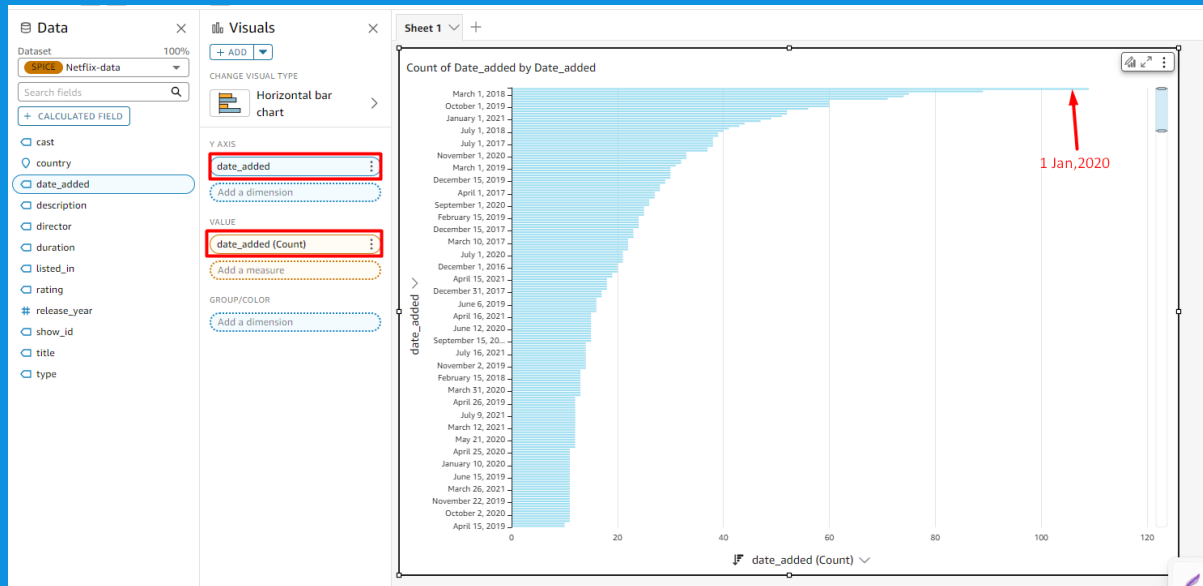 Data
Dataset
100%
SPICE Netflix-data
Search fields
+ CALCULATED FIELD
cast
country
date_added
description
director
duration
listed_in
rating
# release_year
show_id
title
type
Visuals
+ ADD
CHANGE VISUAL TYPE
Horizontal bar
chart
Y AXIS
date_added
Add a dimension
VALUE
date_added (Count)
Add a measure
GROUP/COLOR
Add a dimension
Sheet 1
Count of Date_added by Date_added
March 1, 2018
October 1, 2019
January 1, 2021
July 1, 2018
July 1, 2017
November 1, 2020
March 1, 2019
December 15, 2019
April 1, 2017
September 1, 2020
February 15, 2019
December 15, 2017
March 10, 2017
July 1, 2020
December 1, 2016
April 15, 2021
December 31, 2017
June 6, 2019
April 16, 2021
June 12, 2020
September 15, 20...
July 16, 2021
November 2, 2019
February 15, 2018
March 31, 2020
April 26, 2019
July 9, 2021
March 12, 2021
May 21, 2020
April 25, 2020
January 10, 2020
June 15, 2019
March 26, 2021
November 22, 2019
October 2, 2020
April 15, 2019
date_added
1 Jan,2020
0 20 40 60 80 100 120
date_added (Count)